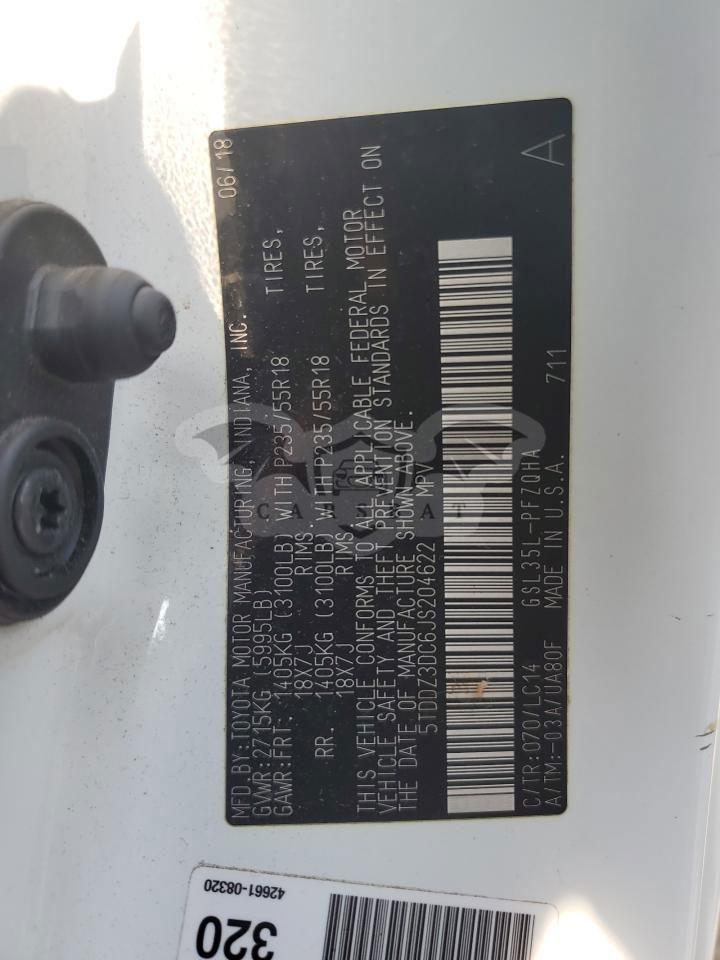 MFD. BY:TOYOTA MOTOR MANUFACTURING, INDIANA, INC. 06/18
GVWR:2715KG (5995LB)
GAWR:FRT: 1405KG (3100LB) WITH P235/55R18 TIRES,
18X7J RIMS
RR. 1405KG (3100LB) WITH P235/55R18 TIRES,
18X7J RIMS
THIS VEHICLE CONFORMS TO ALL APPLICABLE FEDERAL MOTOR
VEHICLE SAFETY AND THEFT PREVENTION STANDARDS IN EFFECT ON
THE DATE OF MANUFACTURE SHOWN ABOVE.
5TDDZ3DC6JS204622 MPV
C/TR:070/LC14 GSL35L-PFZQHA 711 A
A/TM:-03A/UA80F MADE IN U.S.A.
42661-08320
320
CARSFAT